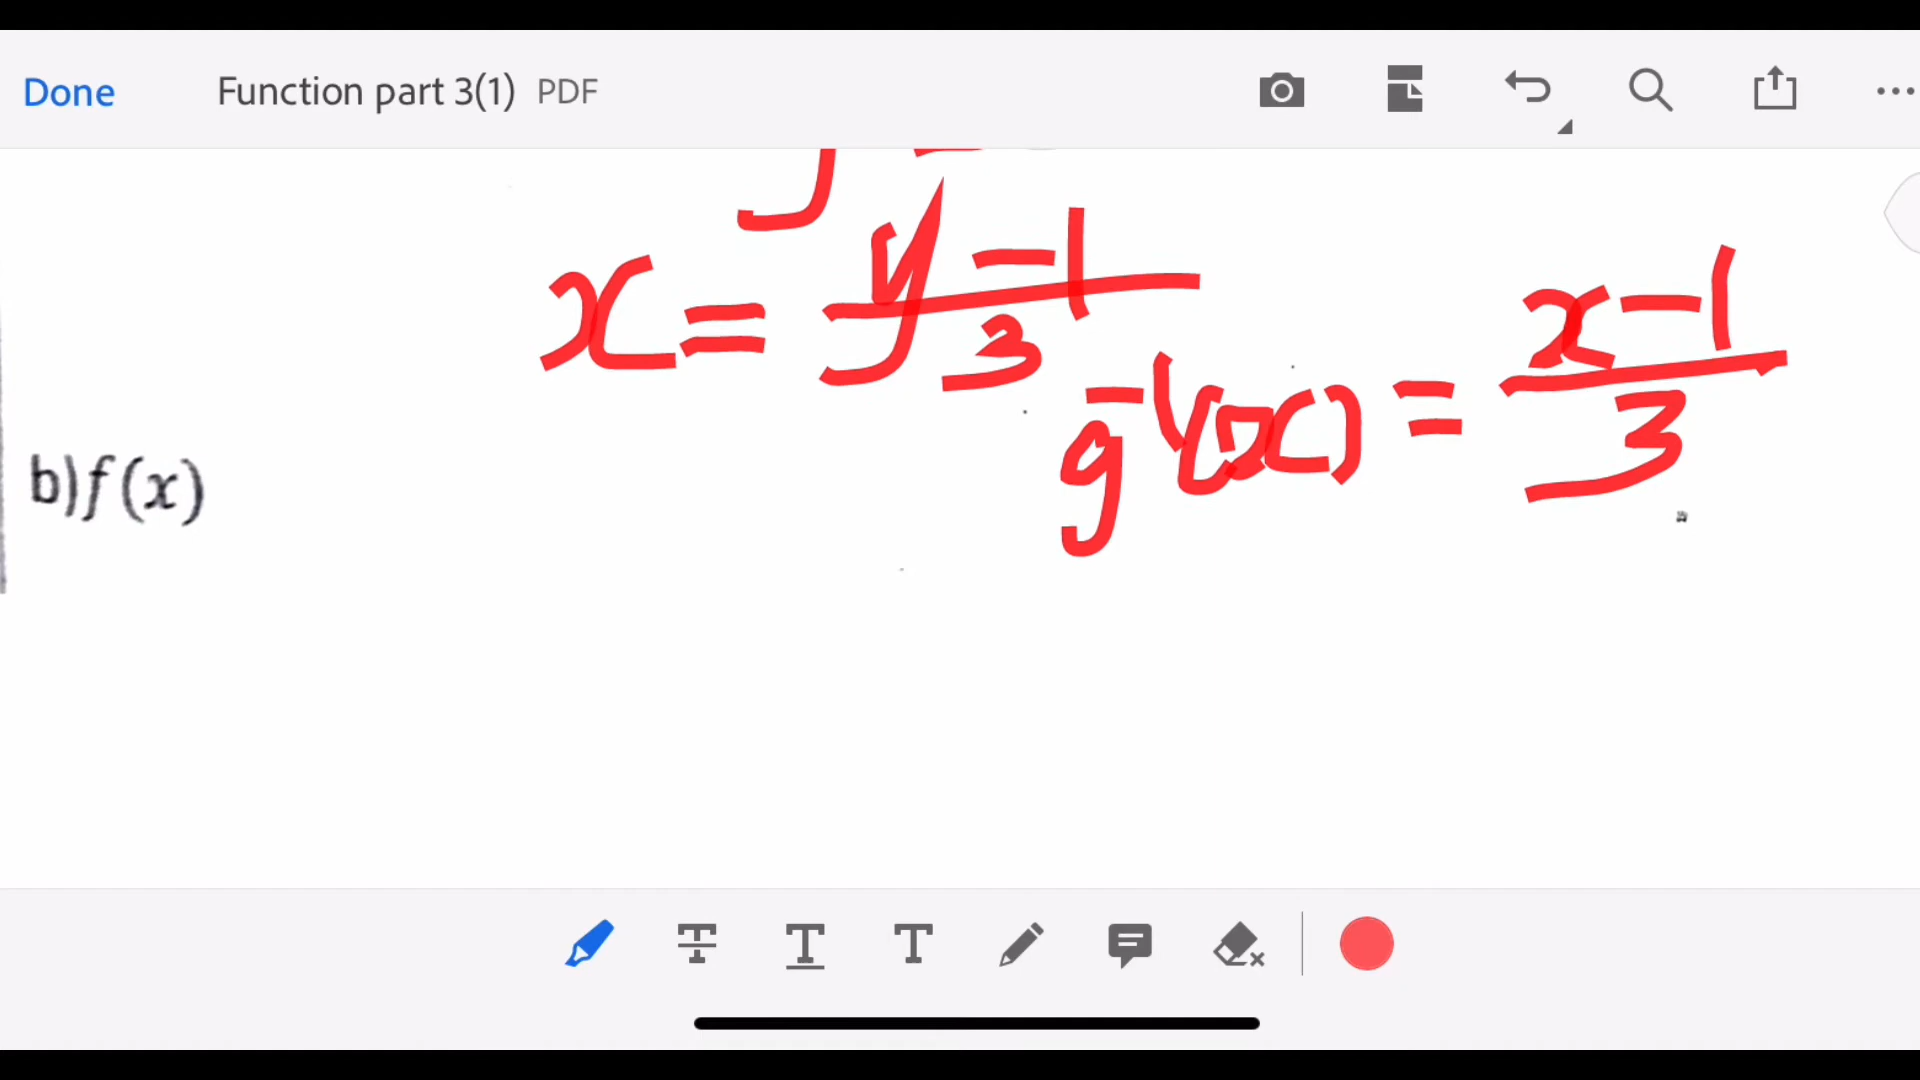 Done Function part 3(1) PDF
x = y-1/3
g⁻¹(x) = x-1/3
b) f(x)